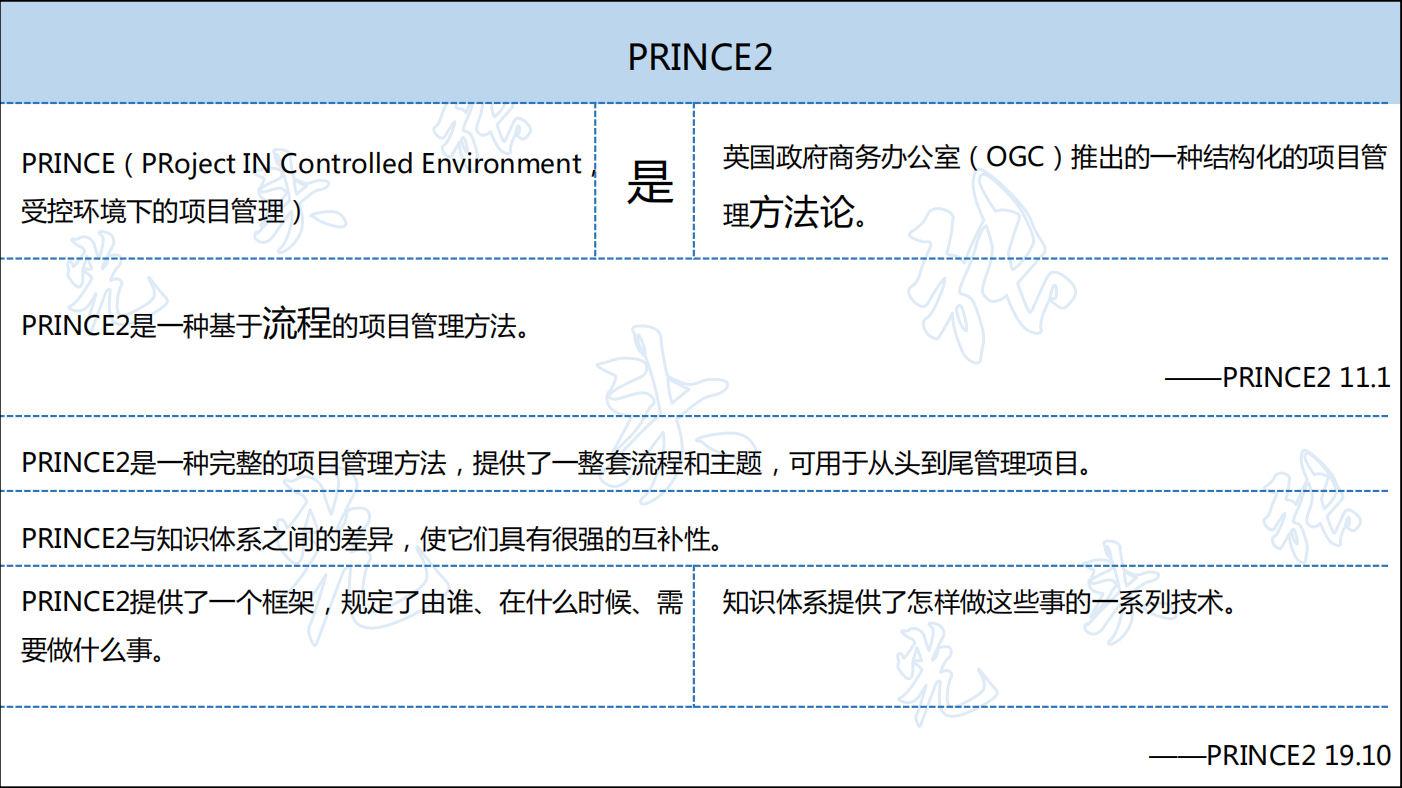 PRINCE2
PRINCE（PRoject IN Controlled Environment，
受控环境下的项目管理）
是
英国政府商务办公室（OGC）推出的一种结构化的项目管
理方法论。
PRINCE2是一种基于流程的项目管理方法。
——PRINCE2 11.1
PRINCE2是一种完整的项目管理方法，提供了一整套流程和主题，可用于从头到尾管理项目。
PRINCE2与知识体系之间的差异，使它们具有很强的互补性。
PRINCE2提供了一个框架，规定了由谁、在什么时候、需
要做什么事。
知识体系提供了怎样做这些事的一系列技术。
——PRINCE2 19.10